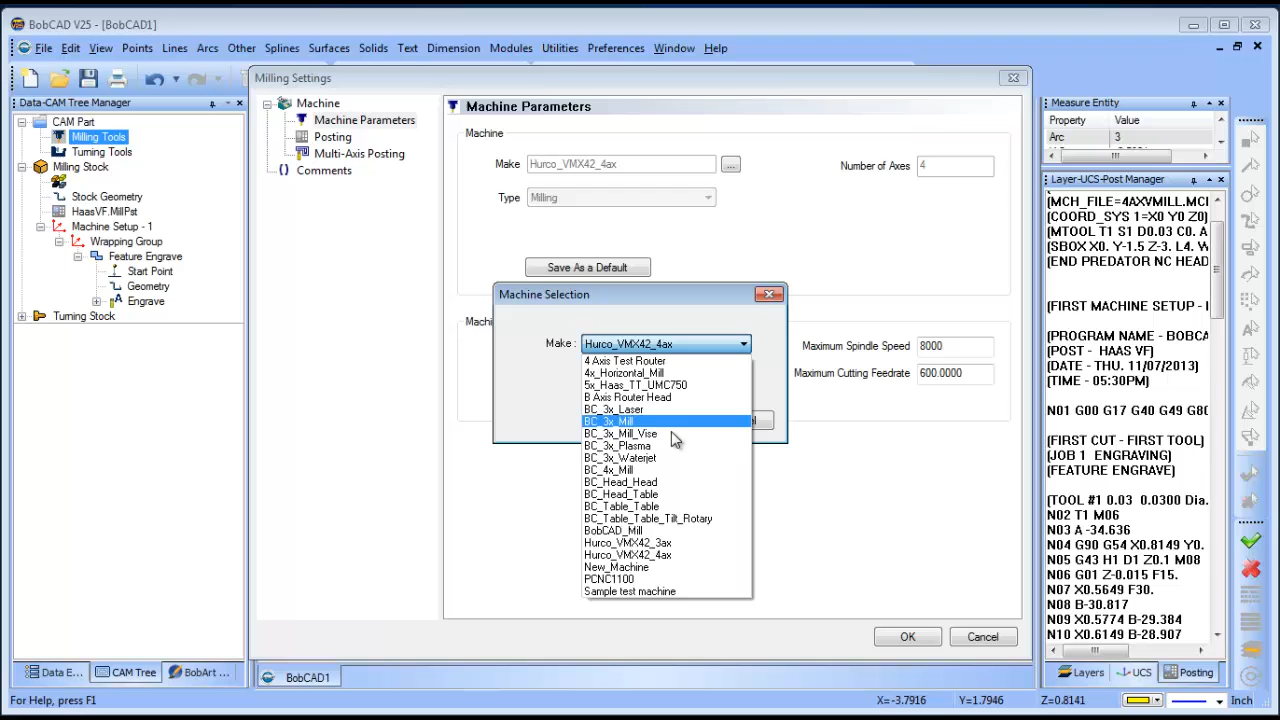 BobCAD V25 - [BobCAD1]
File Edit View Points Lines Arcs Other Splines Surfaces Solids Text Dimension Modules Utilities Preferences Window Help
Data-CAM Tree Manager
CAM Part
Milling Tools
Turning Tools
Milling Stock
Stock Geometry
HaasVF.MillPst
Machine Setup - 1
Wrapping Group
Feature Engrave
Start Point
Geometry
Engrave
Turning Stock
Data E...
CAM Tree
BobArt ...
Milling Settings
Machine
Machine Parameters
Posting
Multi-Axis Posting
Comments
Machine Parameters
Machine
Make Hurco_VMX42_4ax ...
Number of Axes 4
Type Milling
Save As a Default
Machi
Maximum Spindle Speed 8000
Maximum Cutting Feedrate 600.0000
Machine Selection
Make : Hurco_VMX42_4ax
4 Axis Test Router
4x_Horizontal_Mill
5x_Haas_TT_UMC750
B Axis Router Head
BC_3x_Laser
BC_3x_Mill
BC_3x_Mill_Vise
BC_3x_Plasma
BC_3x_Waterjet
BC_4x_Mill
BC_Head_Head
BC_Head_Table
BC_Table_Table
BC_Table_Table_Tilt_Rotary
BobCAD_Mill
Hurco_VMX42_3ax
Hurco_VMX42_4ax
New_Machine
PCNC1100
Sample test machine
OK
Cancel
BobCAD1
Measure Entity
Property Value
Arc 3
Layer-UCS-Post Manager
(MCH_FILE=4AXVMILL.MCI
(COORD_SYS 1=X0 Y0 Z0)
(MTOOL T1 S1 D0.03 C0. A
(SBOX X0. Y-1.5 Z-3. L4. W
(END PREDATOR NC HEAD
(FIRST MACHINE SETUP -
(PROGRAM NAME - BOBCA
(POST - HAAS VF)
(DATE - THU. 11/07/2013)
(TIME - 05:30PM)
N01 G00 G17 G40 G49 G80
(FIRST CUT - FIRST TOOL)
(JOB 1 ENGRAVING)
(FEATURE ENGRAVE)
(TOOL #1 0.03 0.0300 Dia.
N02 T1 M06
N03 A -34.636
N04 G90 G54 X0.8149 Y0.
N05 G43 H1 D1 Z0.1 M08
N06 G01 Z-0.015 F15.
N07 X0.5649 F30.
N08 B-30.817
N09 X0.5774 B-29.384
N10 X0.6149 B-28.907
Layers
UCS
Posting
For Help, press F1
X=-3.7916 Y=1.7946 Z=0.8141
Inch